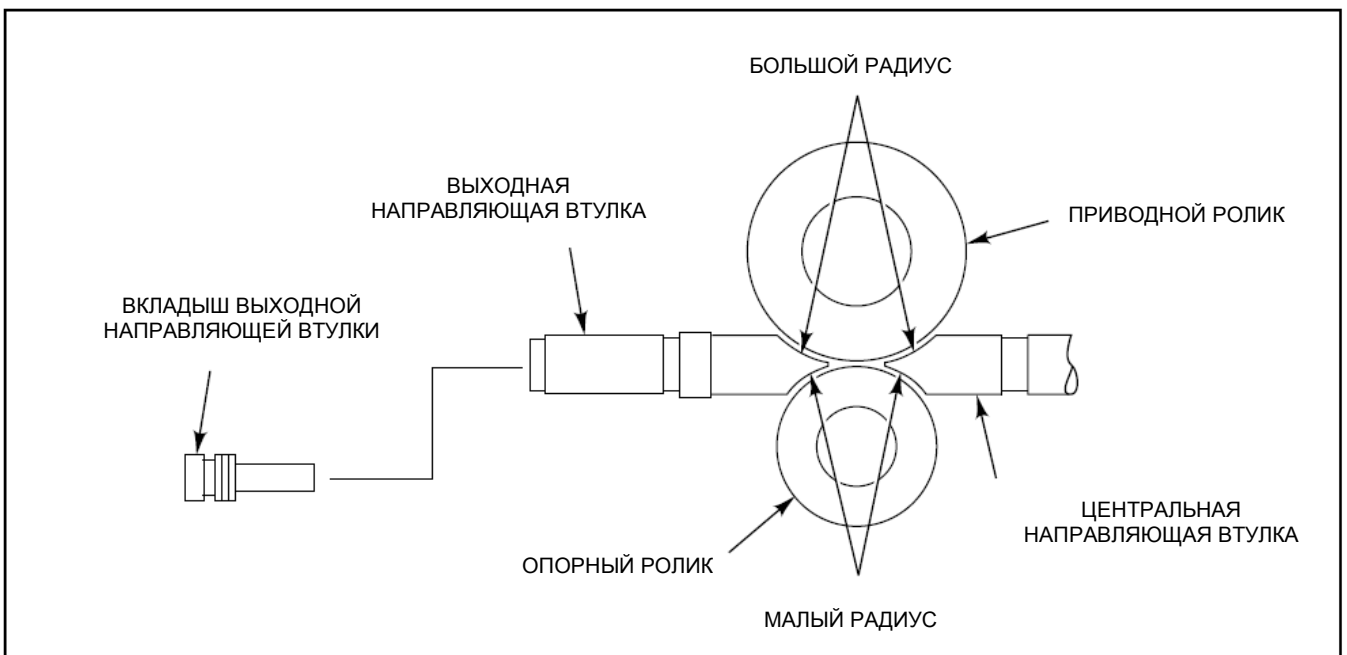 БОЛЬШОЙ РАДИУС
ВЫХОДНАЯ
НАПРАВЛЯЮЩАЯ ВТУЛКА
ПРИВОДНОЙ РОЛИК
ВКЛАДЫШ ВЫХОДНОЙ
НАПРАВЛЯЮЩЕЙ ВТУЛКИ
ЦЕНТРАЛЬНАЯ
НАПРАВЛЯЮЩАЯ ВТУЛКА
ОПОРНЫЙ РОЛИК
МАЛЫЙ РАДИУС